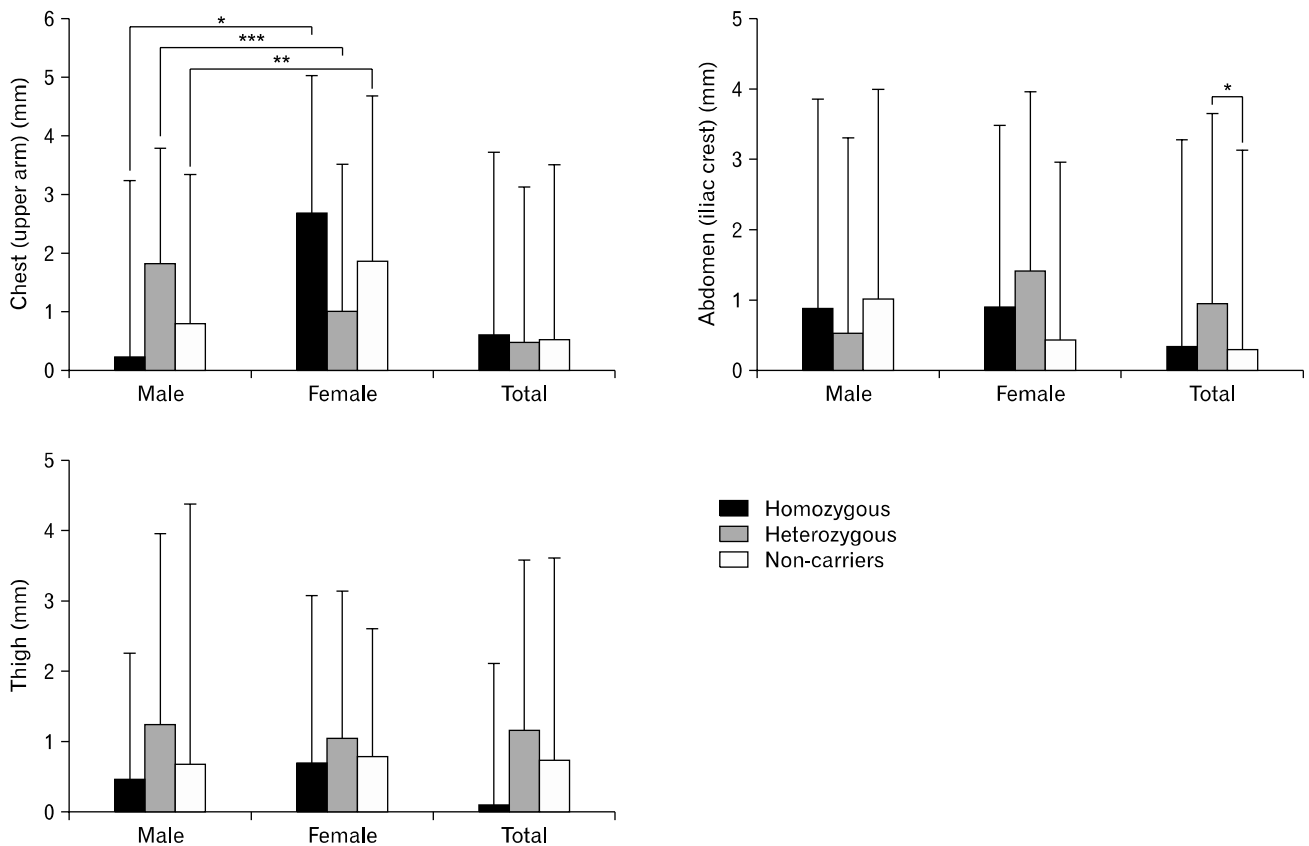 Chest (upper arm) (mm)
6
5
4
3
2
1
0
*
***
**
Male Female Total
Abdomen (iliac crest) (mm)
5
4
3
2
1
0
*
Male Female Total
Thigh (mm)
5
4
3
2
1
0
Male Female Total
Homozygous
Heterozygous
Non-carriers